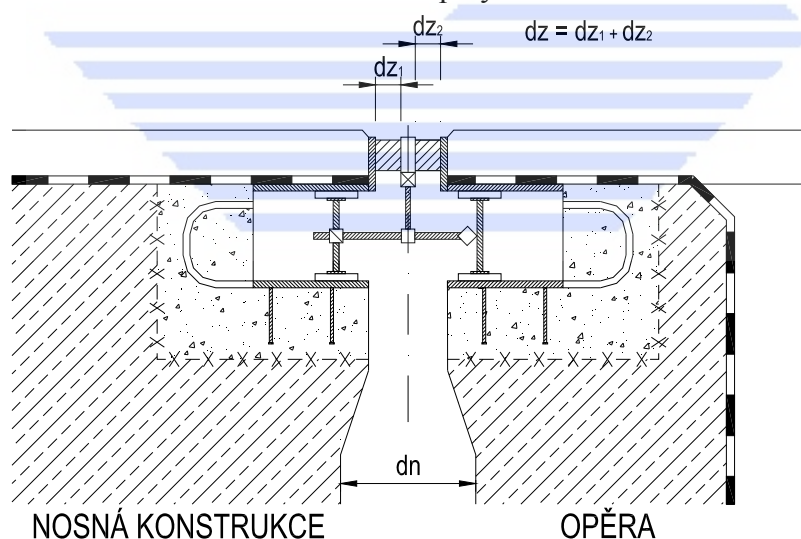 dz₂ dz = dz₁ + dz₂
dz₁
dn
NOSNÁ KONSTRUKCE OPĚRA